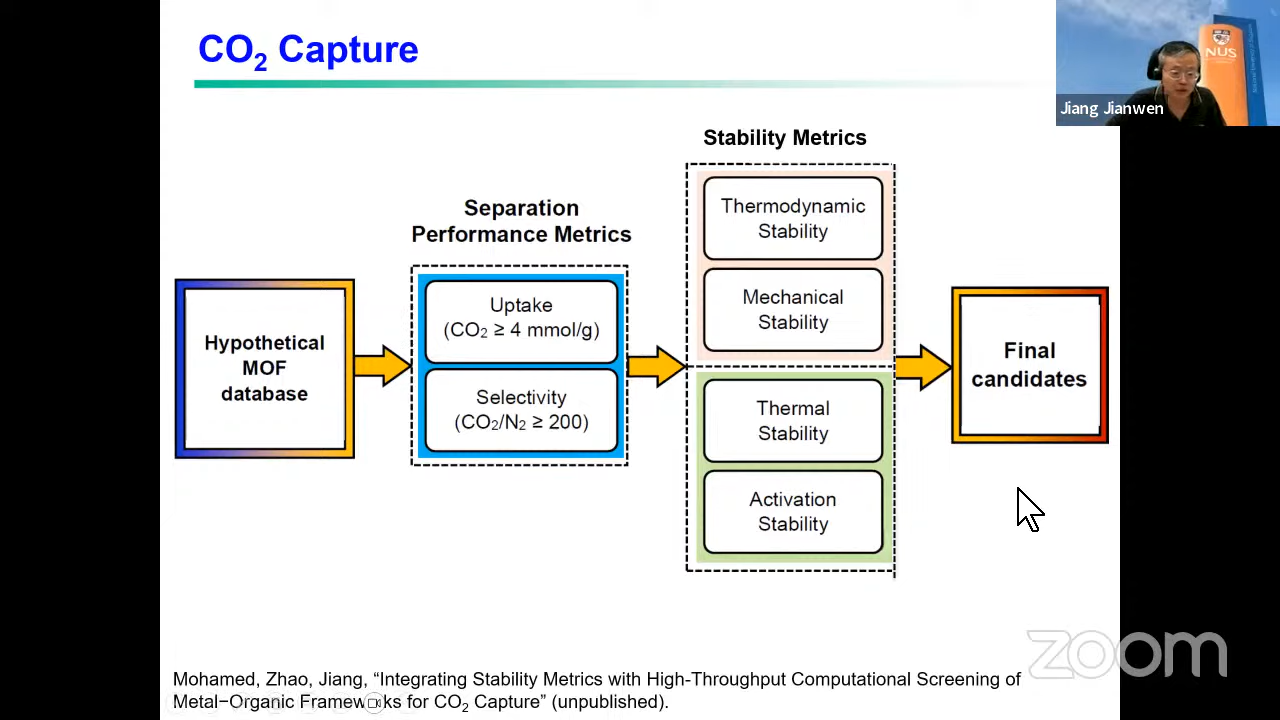 CO₂ Capture
NUS
Jiang Jianwen
Stability Metrics
Thermodynamic
Stability
Mechanical
Stability
Separation
Performance Metrics
Uptake
(CO₂ ≥ 4 mmol/g)
Selectivity
(CO₂/N₂ ≥ 200)
Hypothetical
MOF
database
Thermal
Stability
Activation
Stability
Final
candidates
zoom
Mohamed, Zhao, Jiang, “Integrating Stability Metrics with High-Throughput Computational Screening of
Metal−Organic Frameworks for CO₂ Capture” (unpublished).